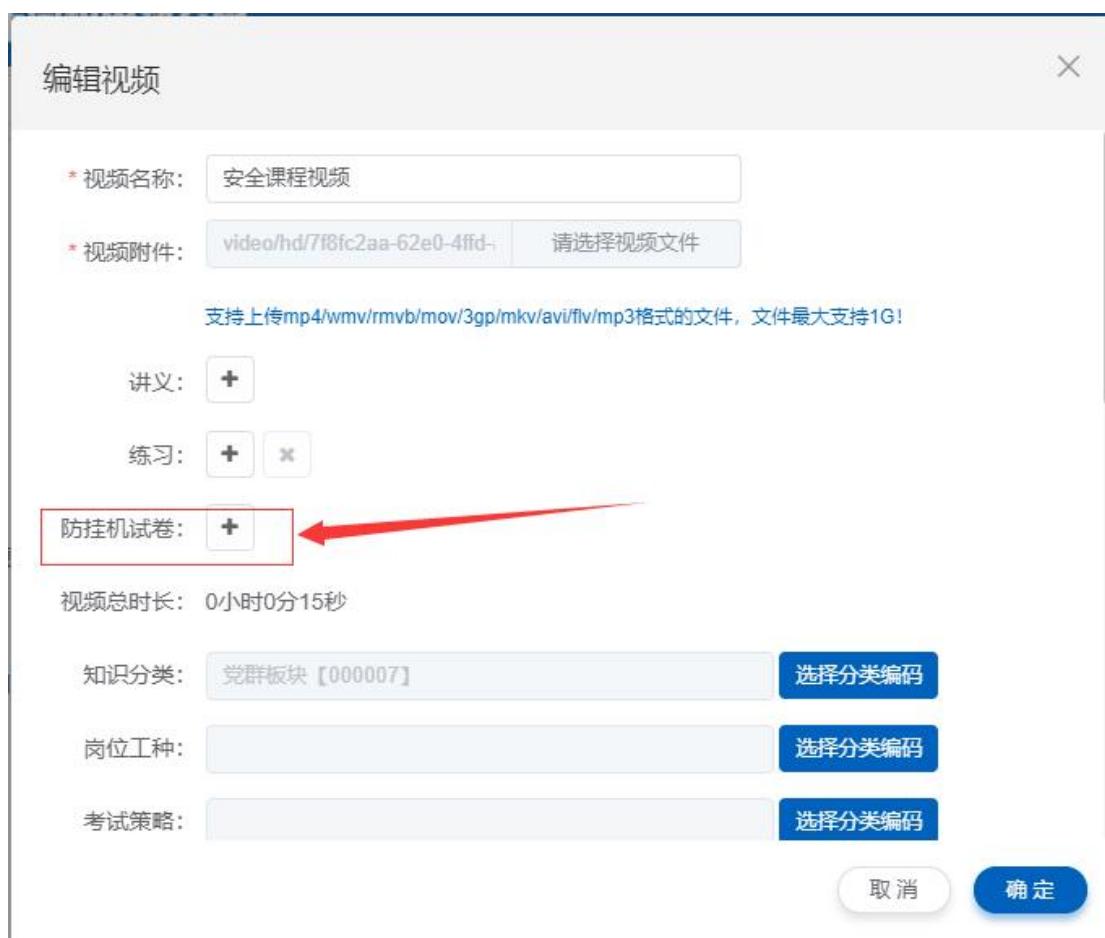 编辑视频
* 视频名称： 安全课程视频
* 视频附件： video/hd/7f8fc2aa-62e0-4ffd- 请选择视频文件
支持上传mp4/wmv/rmvb/mov/3gp/mkv/avi/flv/mp3格式的文件，文件最大支持1G！
讲义：
练习：
防挂机试卷：
视频总时长： 0小时0分15秒
知识分类： 党群板块【000007】 选择分类编码
岗位工种： 选择分类编码
考试策略： 选择分类编码
取消 确定